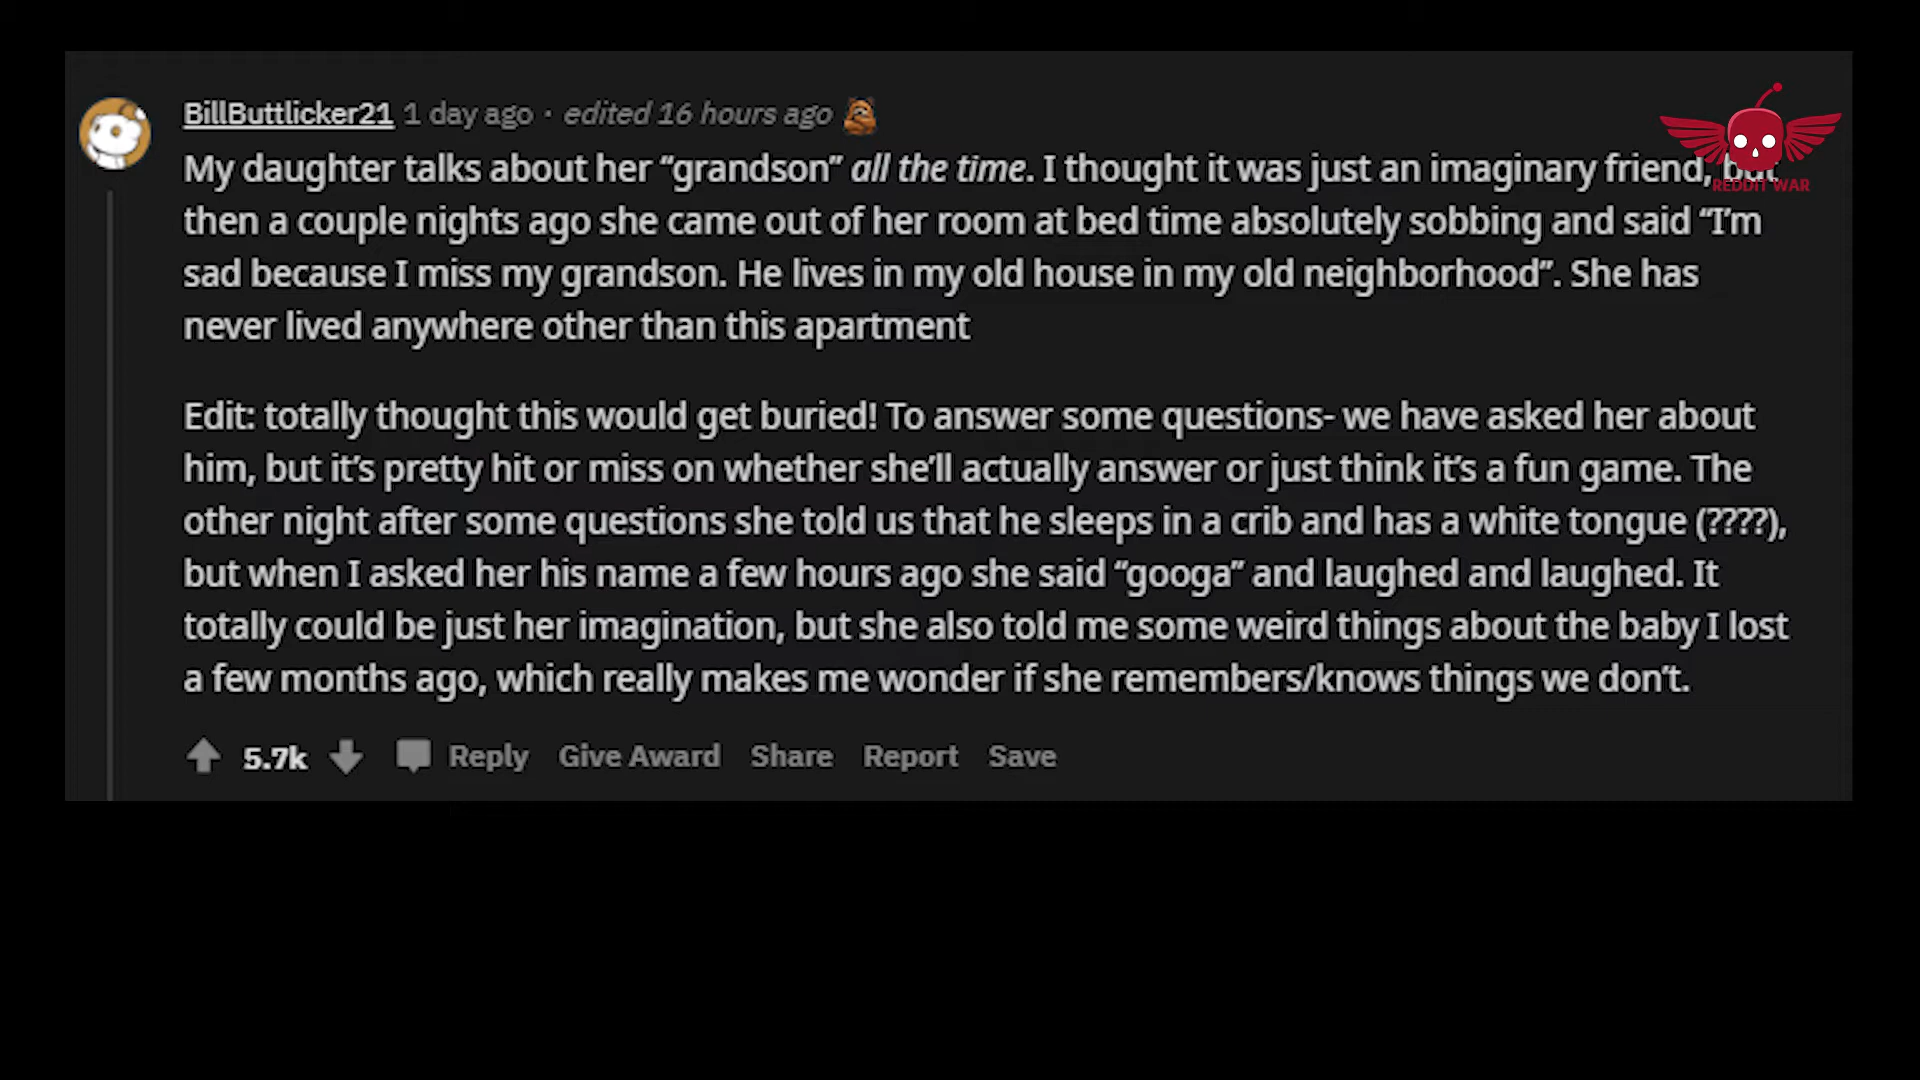 BillButtlicker21 1 day ago · edited 16 hours ago
My daughter talks about her “grandson” all the time. I thought it was just an imaginary friend, but
REDDIT WAR
then a couple nights ago she came out of her room at bed time absolutely sobbing and said “I’m
sad because I miss my grandson. He lives in my old house in my old neighborhood”. She has
never lived anywhere other than this apartment
Edit: totally thought this would get buried! To answer some questions- we have asked her about
him, but it’s pretty hit or miss on whether she’ll actually answer or just think it’s a fun game. The
other night after some questions she told us that he sleeps in a crib and has a white tongue (????),
but when I asked her his name a few hours ago she said “googa” and laughed and laughed. It
totally could be just her imagination, but she also told me some weird things about the baby I lost
a few months ago, which really makes me wonder if she remembers/knows things we don’t.
5.7k Reply Give Award Share Report Save